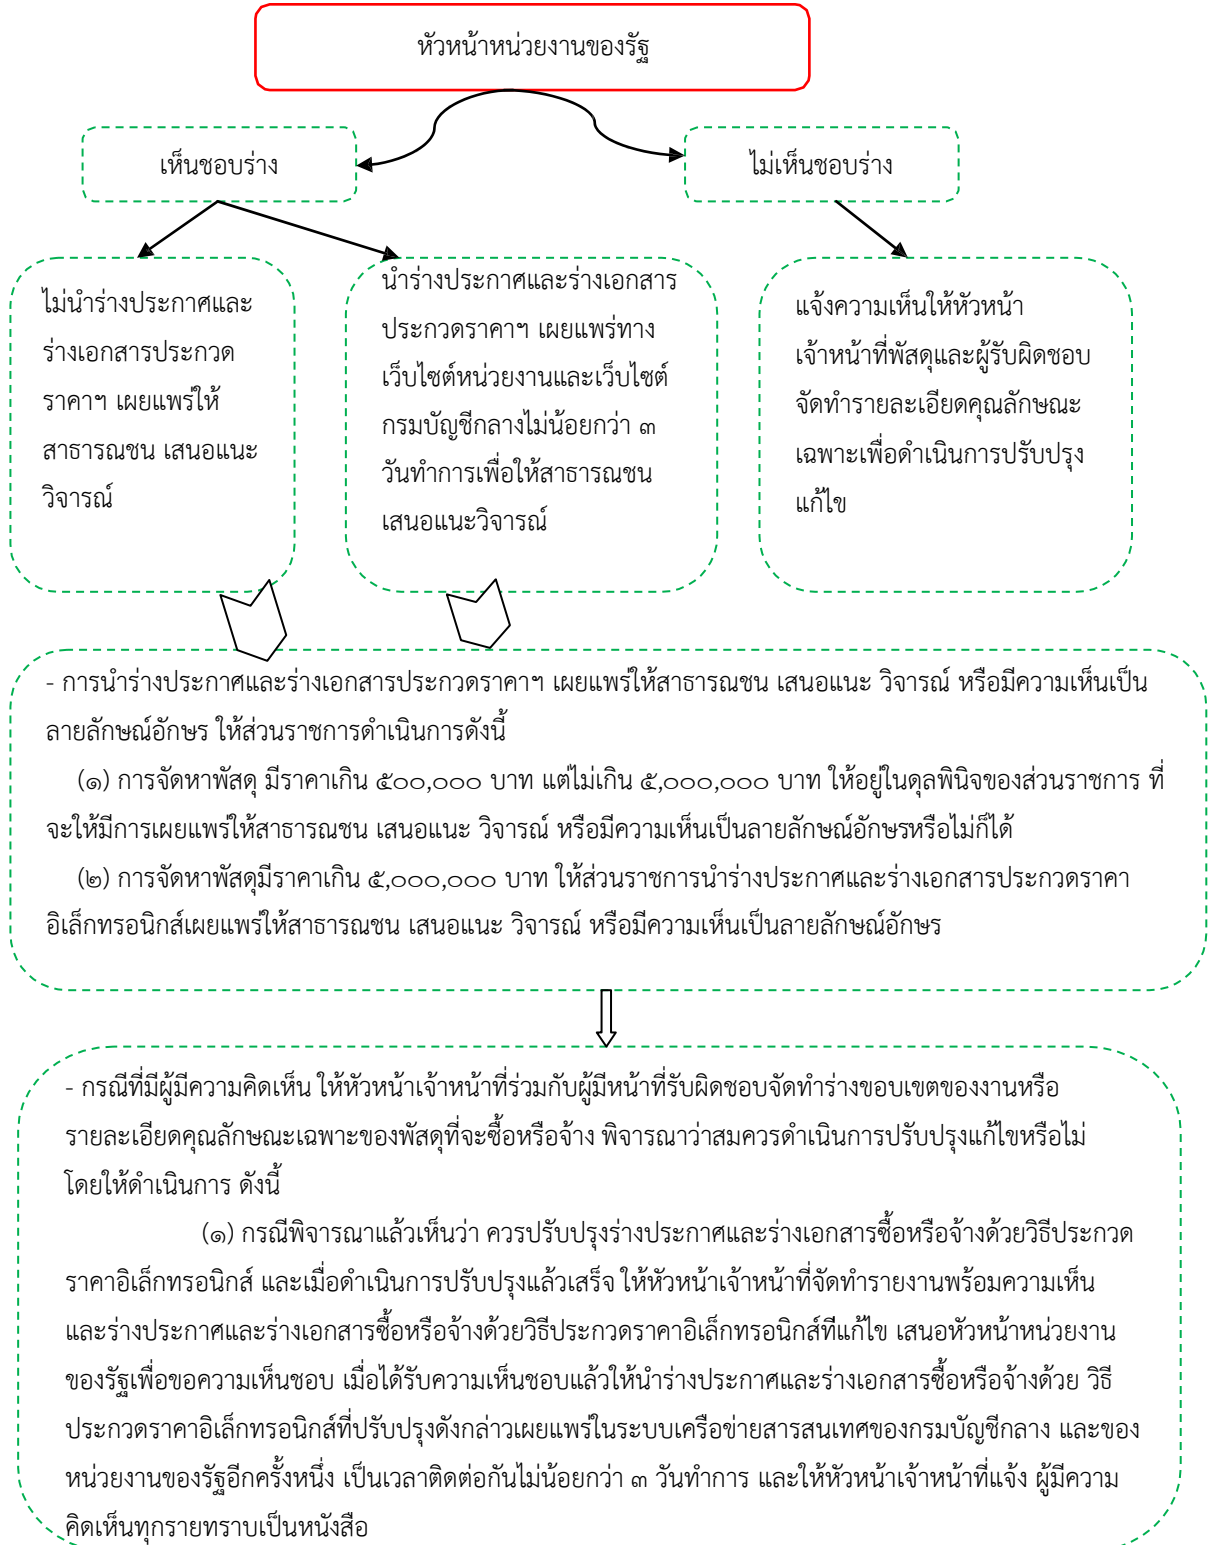 หัวหน้าหน่วยงานของรัฐ
เห็นชอบร่าง
ไม่เห็นชอบร่าง
ไม่นำร่างประกาศและ
ร่างเอกสารประกวด
ราคาฯ เผยแพร่ให้
สาธารณชน เสนอแนะ
วิจารณ์
นำร่างประกาศและร่างเอกสาร
ประกวดราคาฯ เผยแพร่ทาง
เว็บไซต์หน่วยงานและเว็บไซต์
กรมบัญชีกลางไม่น้อยกว่า ๓
วันทำการเพื่อให้สาธารณชน
เสนอแนะวิจารณ์
แจ้งความเห็นให้หัวหน้า
เจ้าหน้าที่พัสดุและผู้รับผิดชอบ
จัดทำรายละเอียดคุณลักษณะ
เฉพาะเพื่อดำเนินการปรับปรุง
แก้ไข
- การนำร่างประกาศและร่างเอกสารประกวดราคาฯ เผยแพร่ให้สาธารณชน เสนอแนะ วิจารณ์ หรือมีความเห็นเป็น
ลายลักษณ์อักษร ให้ส่วนราชการดำเนินการดังนี้
(๑) การจัดหาพัสดุ มีราคาเกิน ๕๐๐,๐๐๐ บาท แต่ไม่เกิน ๕,๐๐๐,๐๐๐ บาท ให้อยู่ในดุลพินิจของส่วนราชการ ที่
จะให้มีการเผยแพร่ให้สาธารณชน เสนอแนะ วิจารณ์ หรือมีความเห็นเป็นลายลักษณ์อักษรหรือไม่ก็ได้
(๒) การจัดหาพัสดุมีราคาเกิน ๕,๐๐๐,๐๐๐ บาท ให้ส่วนราชการนำร่างประกาศและร่างเอกสารประกวดราคา
อิเล็กทรอนิกส์เผยแพร่ให้สาธารณชน เสนอแนะ วิจารณ์ หรือมีความเห็นเป็นลายลักษณ์อักษร
- กรณีที่มีผู้มีความคิดเห็น ให้หัวหน้าเจ้าหน้าที่ร่วมกับผู้มีหน้าที่รับผิดชอบจัดทำร่างขอบเขตของงานหรือ
รายละเอียดคุณลักษณะเฉพาะของพัสดุที่จะซื้อหรือจ้าง พิจารณาว่าสมควรดำเนินการปรับปรุงแก้ไขหรือไม่
โดยให้ดำเนินการ ดังนี้
(๑) กรณีพิจารณาแล้วเห็นว่า ควรปรับปรุงร่างประกาศและร่างเอกสารซื้อหรือจ้างด้วยวิธีประกวด
ราคาอิเล็กทรอนิกส์ และเมื่อดำเนินการปรับปรุงแล้วเสร็จ ให้หัวหน้าเจ้าหน้าที่จัดทำรายงานพร้อมความเห็น
และร่างประกาศและร่างเอกสารซื้อหรือจ้างด้วยวิธีประกวดราคาอิเล็กทรอนิกส์ทีแก้ไข เสนอหัวหน้าหน่วยงาน
ของรัฐเพื่อขอความเห็นชอบ เมื่อได้รับความเห็นชอบแล้วให้นำร่างประกาศและร่างเอกสารซื้อหรือจ้างด้วย วิธี
ประกวดราคาอิเล็กทรอนิกส์ที่ปรับปรุงดังกล่าวเผยแพร่ในระบบเครือข่ายสารสนเทศของกรมบัญชีกลาง และของ
หน่วยงานของรัฐอีกครั้งหนึ่ง เป็นเวลาติดต่อกันไม่น้อยกว่า ๓ วันทำการ และให้หัวหน้าเจ้าหน้าที่แจ้ง ผู้มีความ
คิดเห็นทุกรายทราบเป็นหนังสือ